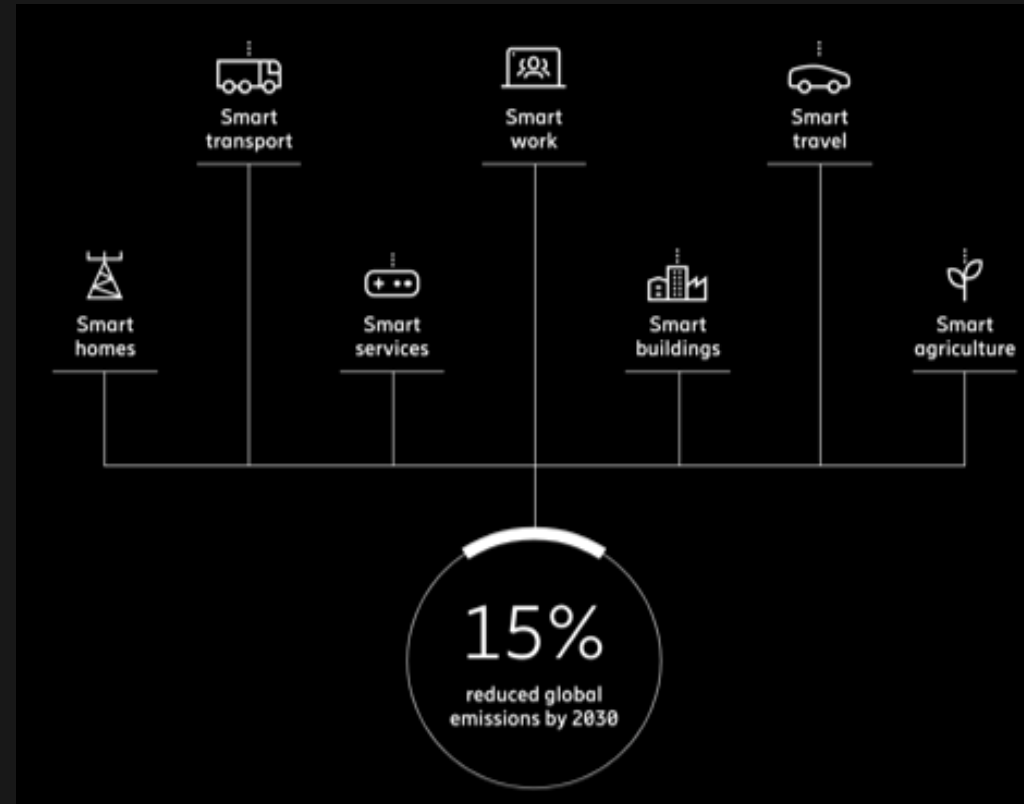 Smart
transport
Smart
work
Smart
travel
Smart
homes
Smart
services
Smart
buildings
Smart
agriculture
15%
reduced global
emissions by 2030